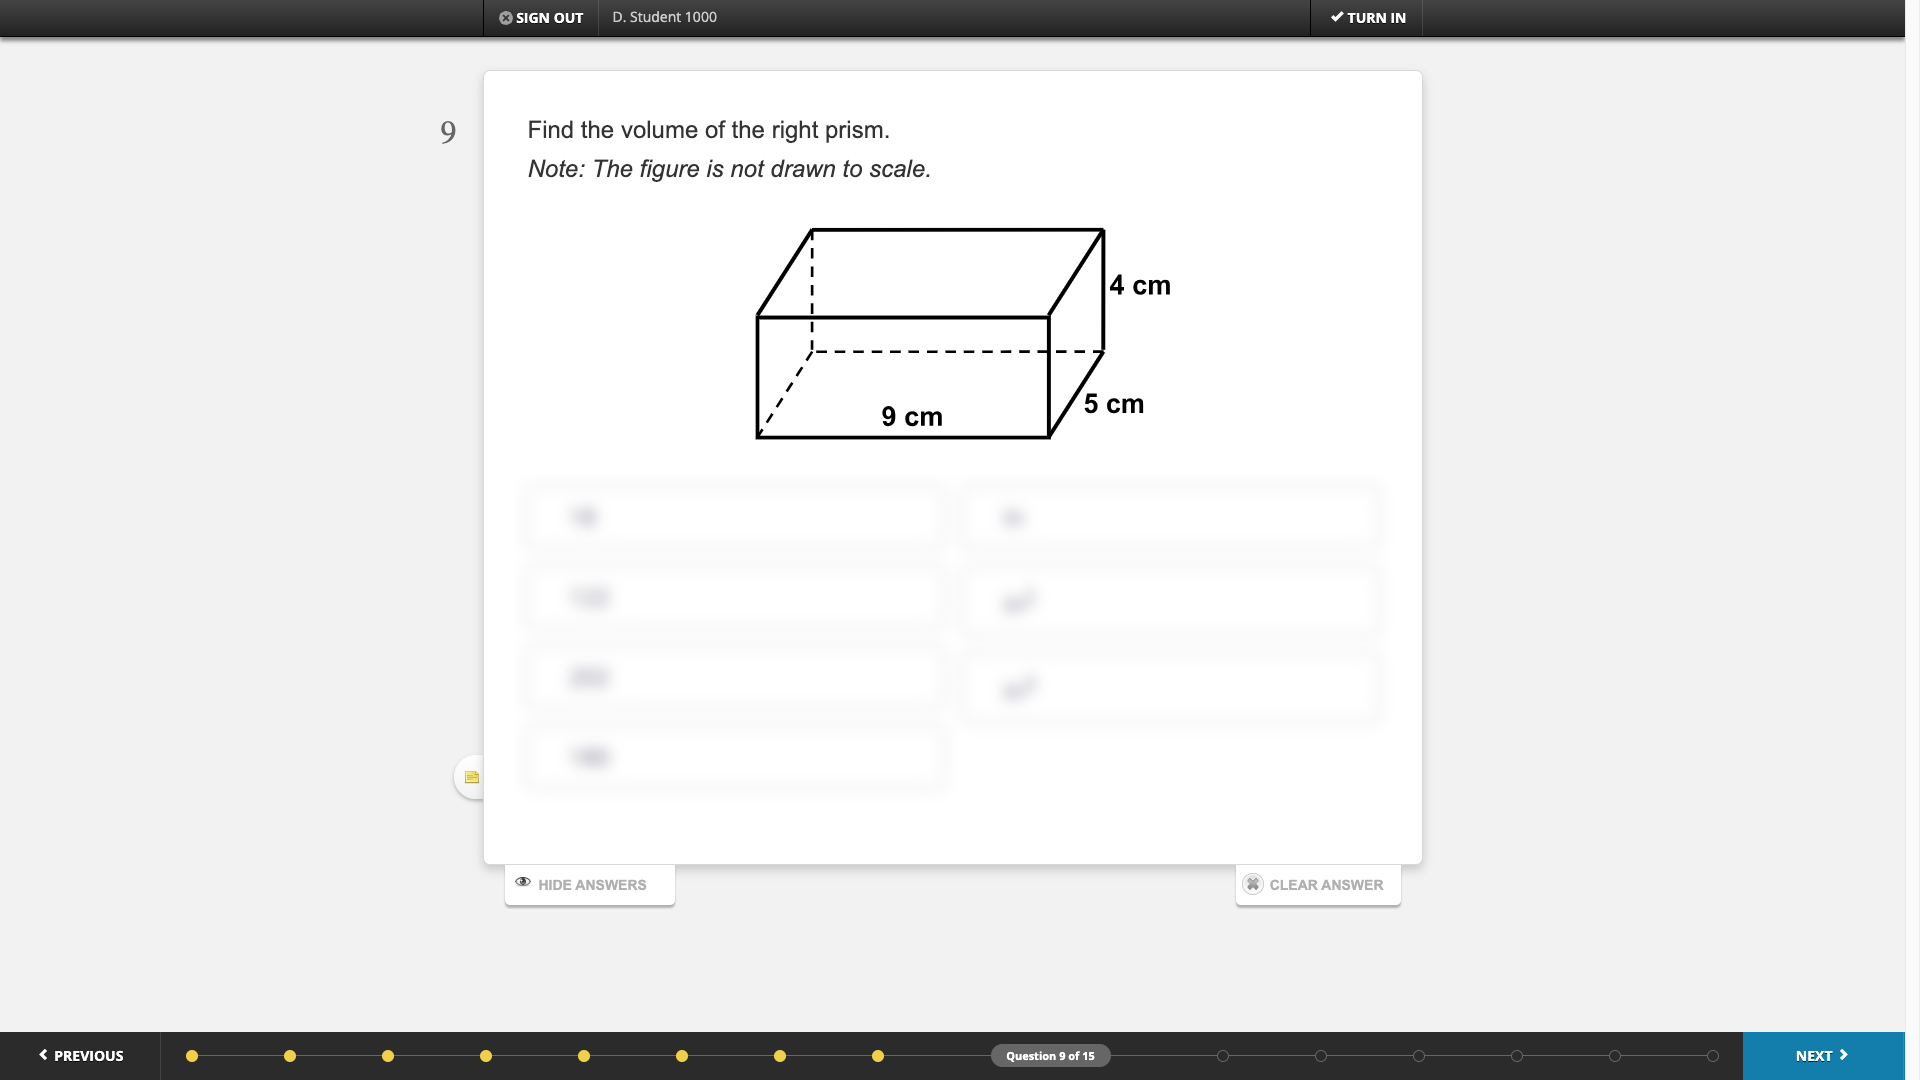 SIGN OUT
D. Student 1000
TURN IN
9
Find the volume of the right prism.
Note: The figure is not drawn to scale.
4 cm
5 cm
9 cm
HIDE ANSWERS
CLEAR ANSWER
PREVIOUS
Question 9 of 15
NEXT